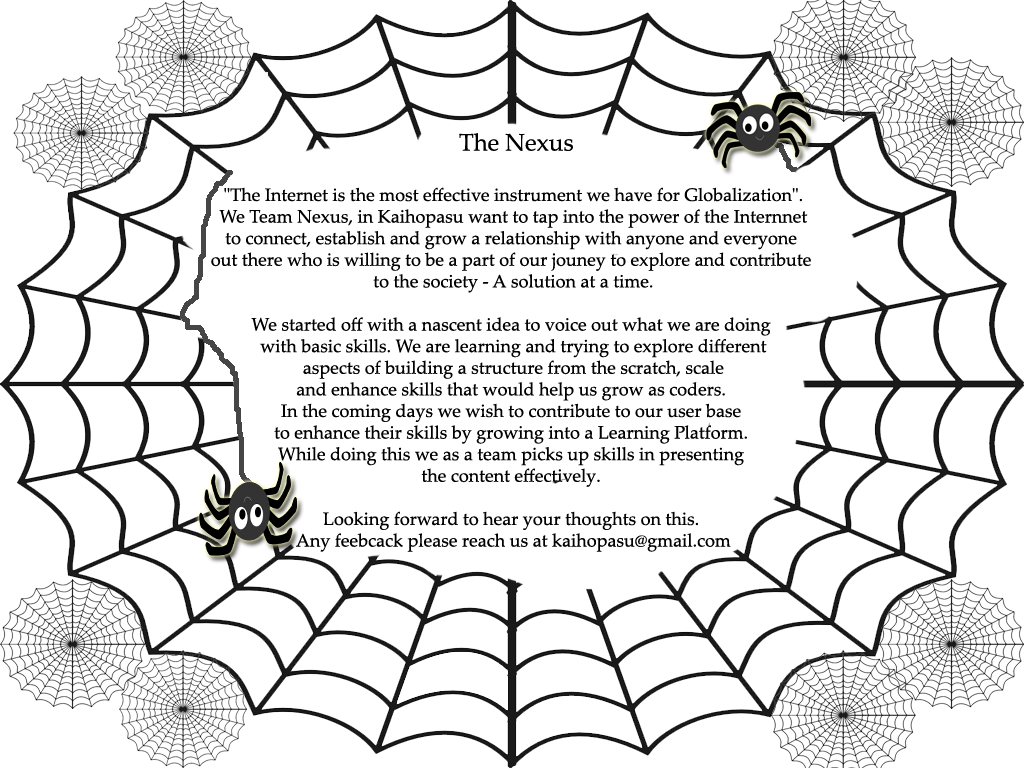 The Nexus
"The Internet is the most effective instrument we have for Globalization".
We Team Nexus, in Kaihopasu want to tap into the power of the Internnet
to connect, establish and grow a relationship with anyone and everyone
out there who is willing to be a part of our jouney to explore and contribute
to the society - A solution at a time.
We started off with a nascent idea to voice out what we are doing
with basic skills. We are learning and trying to explore different
aspects of building a structure from the scratch, scale
and enhance skills that would help us grow as coders.
In the coming days we wish to contribute to our user base
to enhance their skills by growing into a Learning Platform.
While doing this we as a team picks up skills in presenting
the content effectively.
Looking forward to hear your thoughts on this.
Any feebcack please reach us at kaihopasu@gmail.com